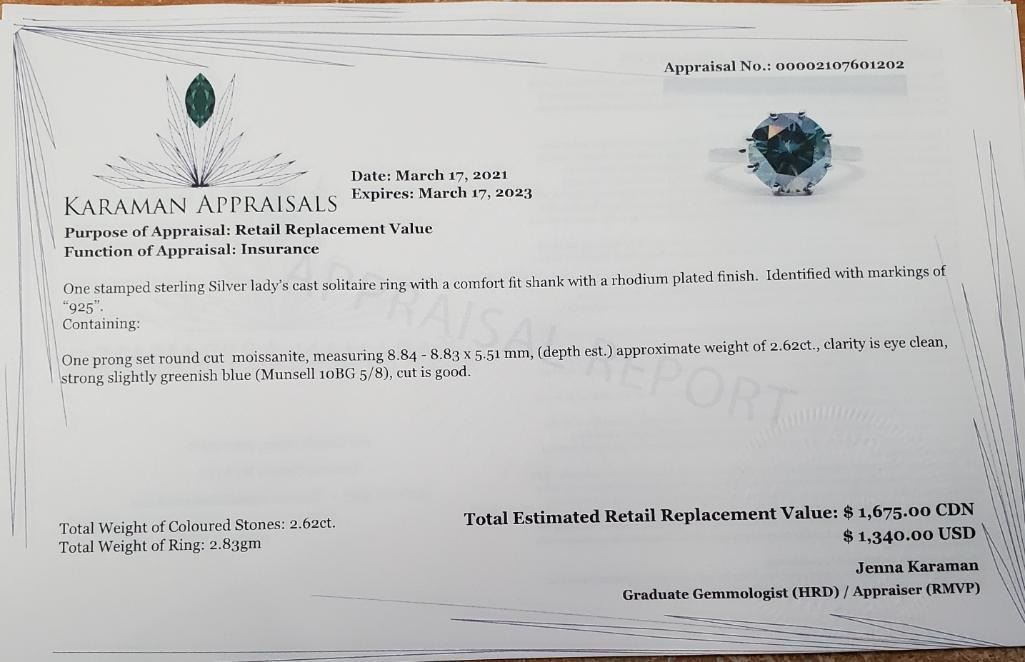 Appraisal No.: 00002107601202
KARAMAN APPRAISALS
Date: March 17, 2021
Expires: March 17, 2023
Purpose of Appraisal: Retail Replacement Value
Function of Appraisal: Insurance
One stamped sterling Silver lady's cast solitaire ring with a comfort fit shank with a rhodium plated finish. Identified with markings of
"925".
Containing:
One prong set round cut moissanite, measuring 8.84 - 8.83 x 5.51 mm, (depth est.) approximate weight of 2.62ct., clarity is eye clean,
strong slightly greenish blue (Munsell 10BG 5/8), cut is good.
APPRAISAL REPORT
Total Weight of Coloured Stones: 2.62ct.
Total Weight of Ring: 2.83gm
Total Estimated Retail Replacement Value: $ 1,675.00 CDN
$ 1,340.00 USD
Jenna Karaman
Graduate Gemmologist (HRD) / Appraiser (RMVP)